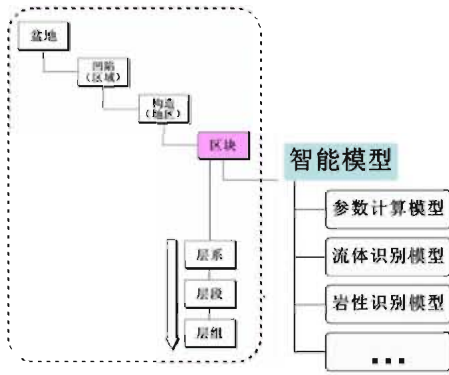 盆地
凹陷
（区域）
构造
（地区）
区块
智能模型
参数计算模型
流体识别模型
岩性识别模型
...
层系
层段
层组